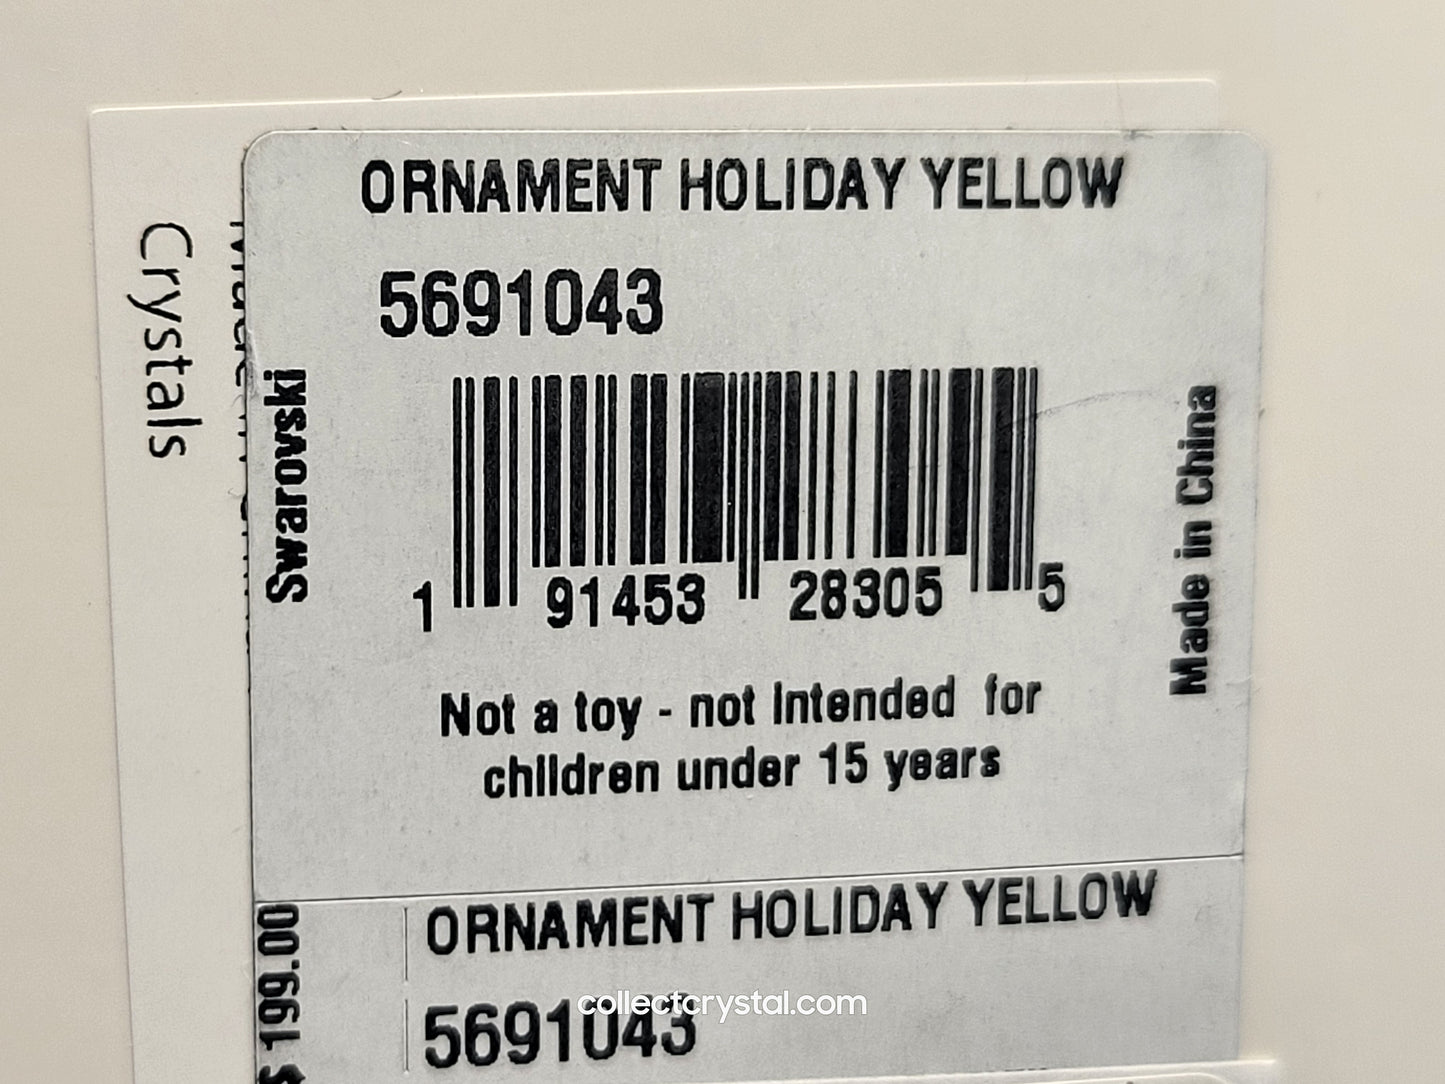 ORNAMENT HOLIDAY YELLOW
5691043
Crystals
Swarovski
1 91453 28305 5
Made in China
Not a toy - not intended for
children under 15 years
$ 199.00
ORNAMENT HOLIDAY YELLOW
5691043
collectcrystal.com